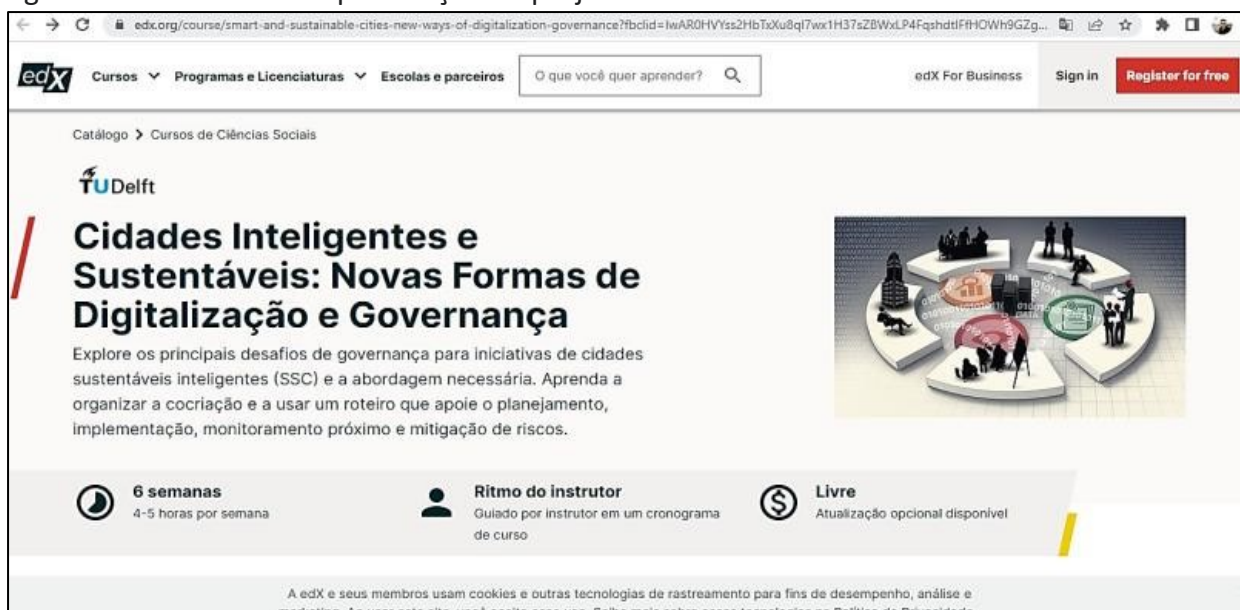 edx.org/course/smart-and-sustainable-cities-new-ways-of-digitalization-governance?fbclid=
edX Cursos Programas e Licenciaturas Escolas e parceiros O que você quer aprender? edX For Business Sign in Register for free
Catálogo > Cursos de Ciências Sociais
TUDelft
Cidades Inteligentes e
Sustentáveis: Novas Formas de
Digitalização e Governança
Explore os principais desafios de governança para iniciativas de cidades
sustentáveis inteligentes (SSC) e a abordagem necessária. Aprenda a
organizar a cocriação e a usar um roteiro que apoie o planejamento,
implementação, monitoramento próximo e mitigação de riscos.
6 semanas
4-5 horas por semana
Ritmo do instrutor
Guiado por instrutor em um cronograma
de curso
Livre
Atualização opcional disponível
A edX e seus membros usam cookies e outras tecnologias de rastreamento para fins de desempenho, análise e